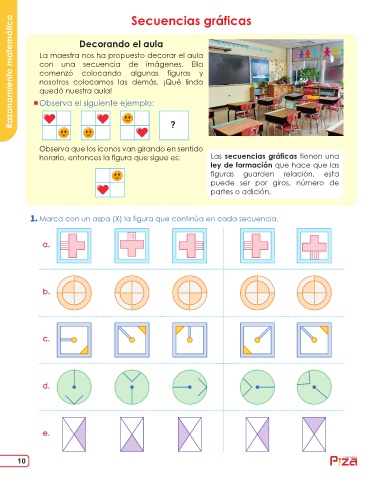 Secuencias gráficas
Razonamiento matemático
Decorando el aula
La maestra nos ha propuesto decorar el aula
con una secuencia de imágenes. Ella
comenzó colocando algunas figuras y
nosotros colocamos las demás. ¡Qué lindo
quedó nuestra aula!
Observa el siguiente ejemplo:
?
Observa que los íconos van girando en sentido
horario, entonces la figura que sigue es:
Las secuencias gráficas tienen una
ley de formación que hace que las
figuras guarden relación, esta
puede ser por giros, número de
partes o adición.
1. Marca con un aspa (X) la figura que continúa en cada secuencia.
a.
b.
c.
d.
e.
10
Piza